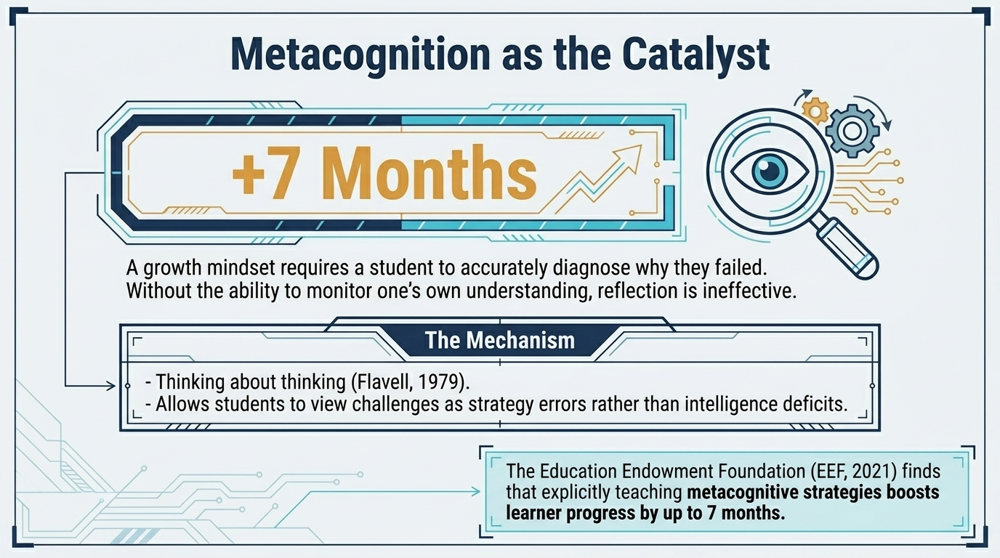 Metacognition as the Catalyst
+7 Months
A growth mindset requires a student to accurately diagnose why they failed.
Without the ability to monitor one’s own understanding, reflection is ineffective.
The Mechanism
- Thinking about thinking (Flavell, 1979).
- Allows students to view challenges as strategy errors rather than intelligence deficits.
The Education Endowment Foundation (EEF, 2021) finds
that explicitly teaching metacognitive strategies boosts
learner progress by up to 7 months.